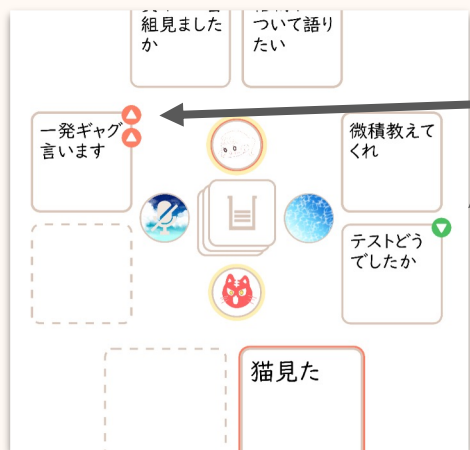 組見ました
か
ついて語り
たい
一発ギャグ
言います
微積教えて
くれ
テストどう
でしたか
猫見た